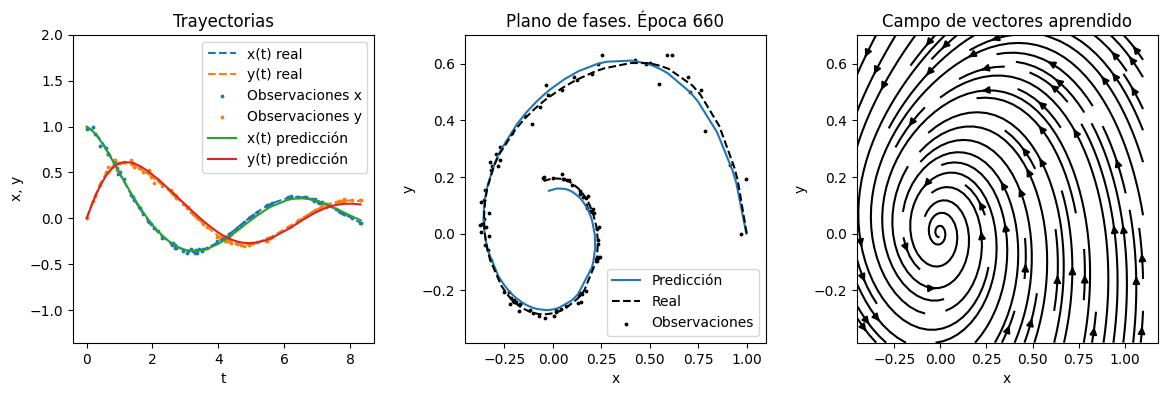 Trayectorias
2.0
1.5
1.0
0.5
0.0
−0.5
−1.0
x, y
0
2
4
6
8
t
x(t) real
y(t) real
Observaciones x
Observaciones y
x(t) predicción
y(t) predicción
Plano de fases. Época 660
0.6
0.4
0.2
0.0
−0.2
y
−0.25
0.00
0.25
0.50
0.75
1.00
x
Predicción
Real
Observaciones
Campo de vectores aprendido
0.6
0.4
0.2
0.0
−0.2
y
−0.25
0.00
0.25
0.50
0.75
1.00
x